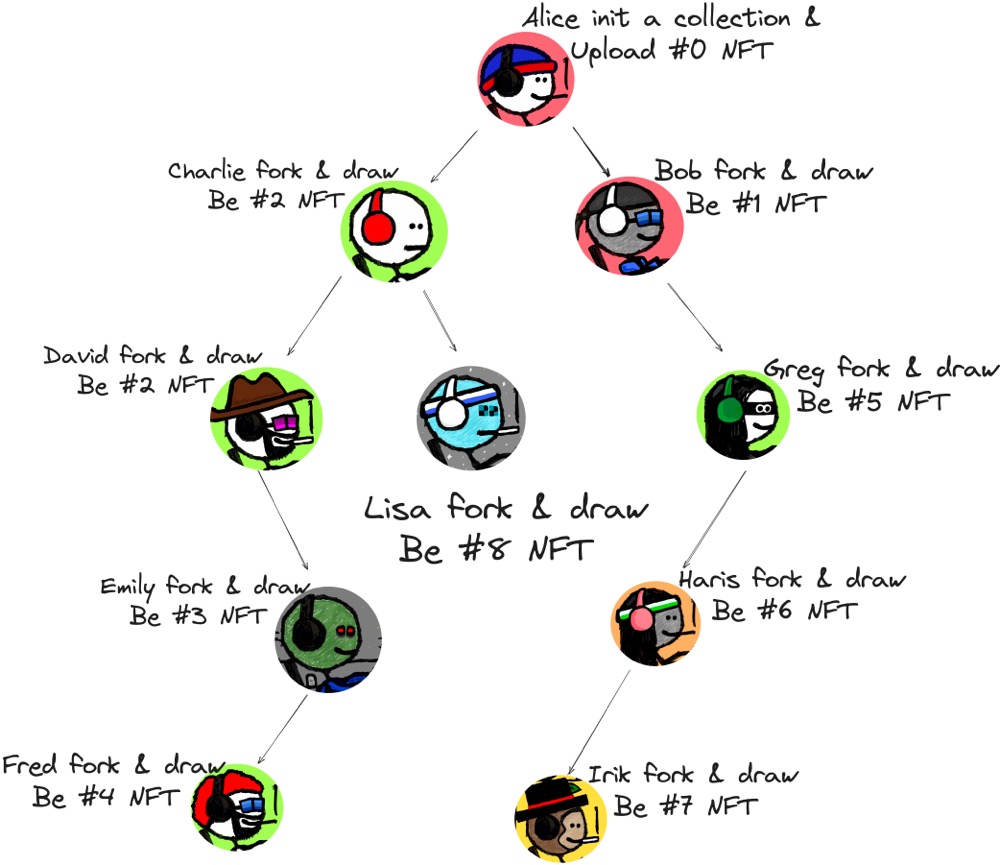 Alice init a collection &
Upload #0 NFT
Charlie fork & draw
Be #2 NFT
Bob fork & draw
Be #1 NFT
David fork & draw
Be #2 NFT
Greg fork & draw
Be #5 NFT
Lisa fork & draw
Be #8 NFT
Emily fork & draw
Be #3 NFT
Haris fork & draw
Be #6 NFT
Fred fork & draw
Be #4 NFT
Irik fork & draw
Be #7 NFT